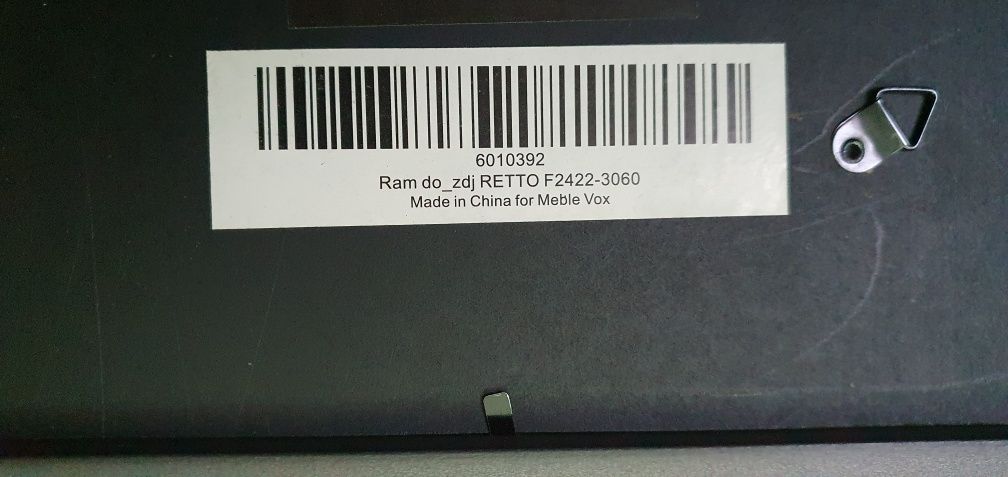 6010392
Ram do_zdj RETTO F2422-3060
Made in China for Meble Vox